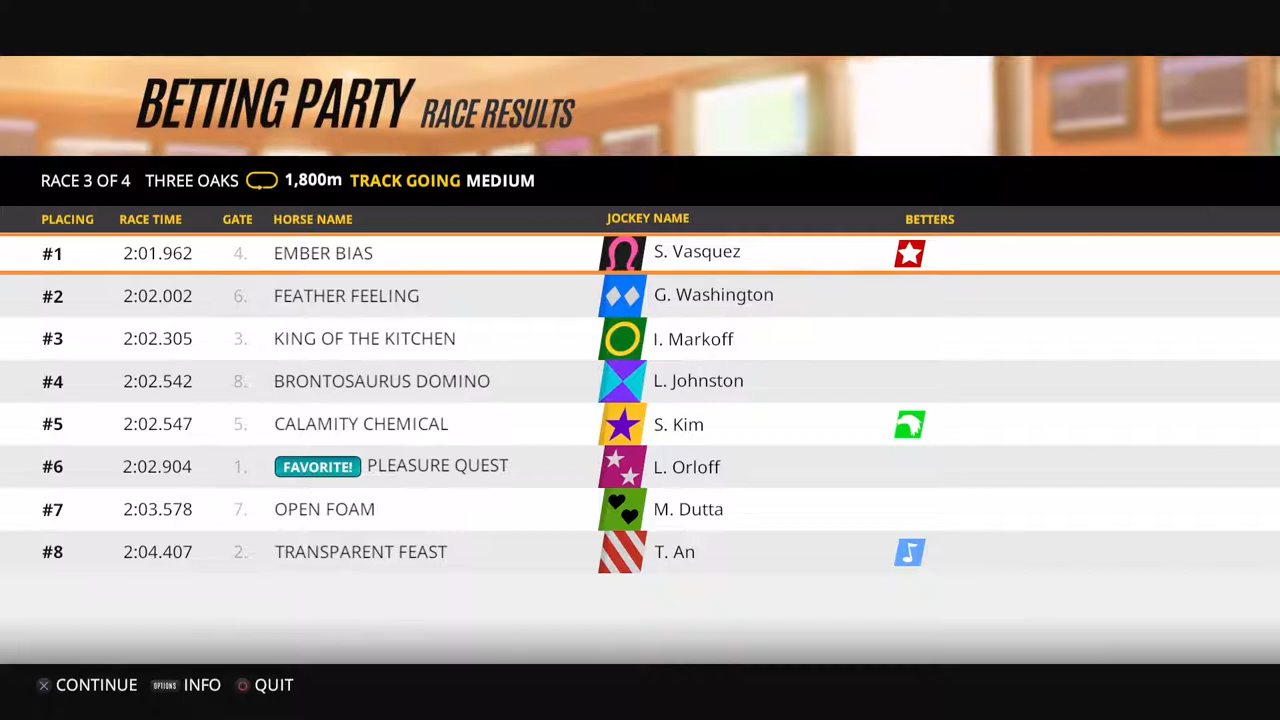 BETTING PARTY RACE RESULTS
RACE 3 OF 4 THREE OAKS 1,800m TRACK GOING MEDIUM
PLACING RACE TIME GATE HORSE NAME JOCKEY NAME BETTERS
#1 2:01.962 4. EMBER BIAS S. Vasquez
#2 2:02.002 6. FEATHER FEELING G. Washington
#3 2:02.305 3. KING OF THE KITCHEN I. Markoff
#4 2:02.542 8. BRONTOSAURUS DOMINO L. Johnston
#5 2:02.547 5. CALAMITY CHEMICAL S. Kim
#6 2:02.904 1. FAVORITE! PLEASURE QUEST L. Orloff
#7 2:03.578 7. OPEN FOAM M. Dutta
#8 2:04.407 2. TRANSPARENT FEAST T. An
CONTINUE OPTIONS INFO QUIT